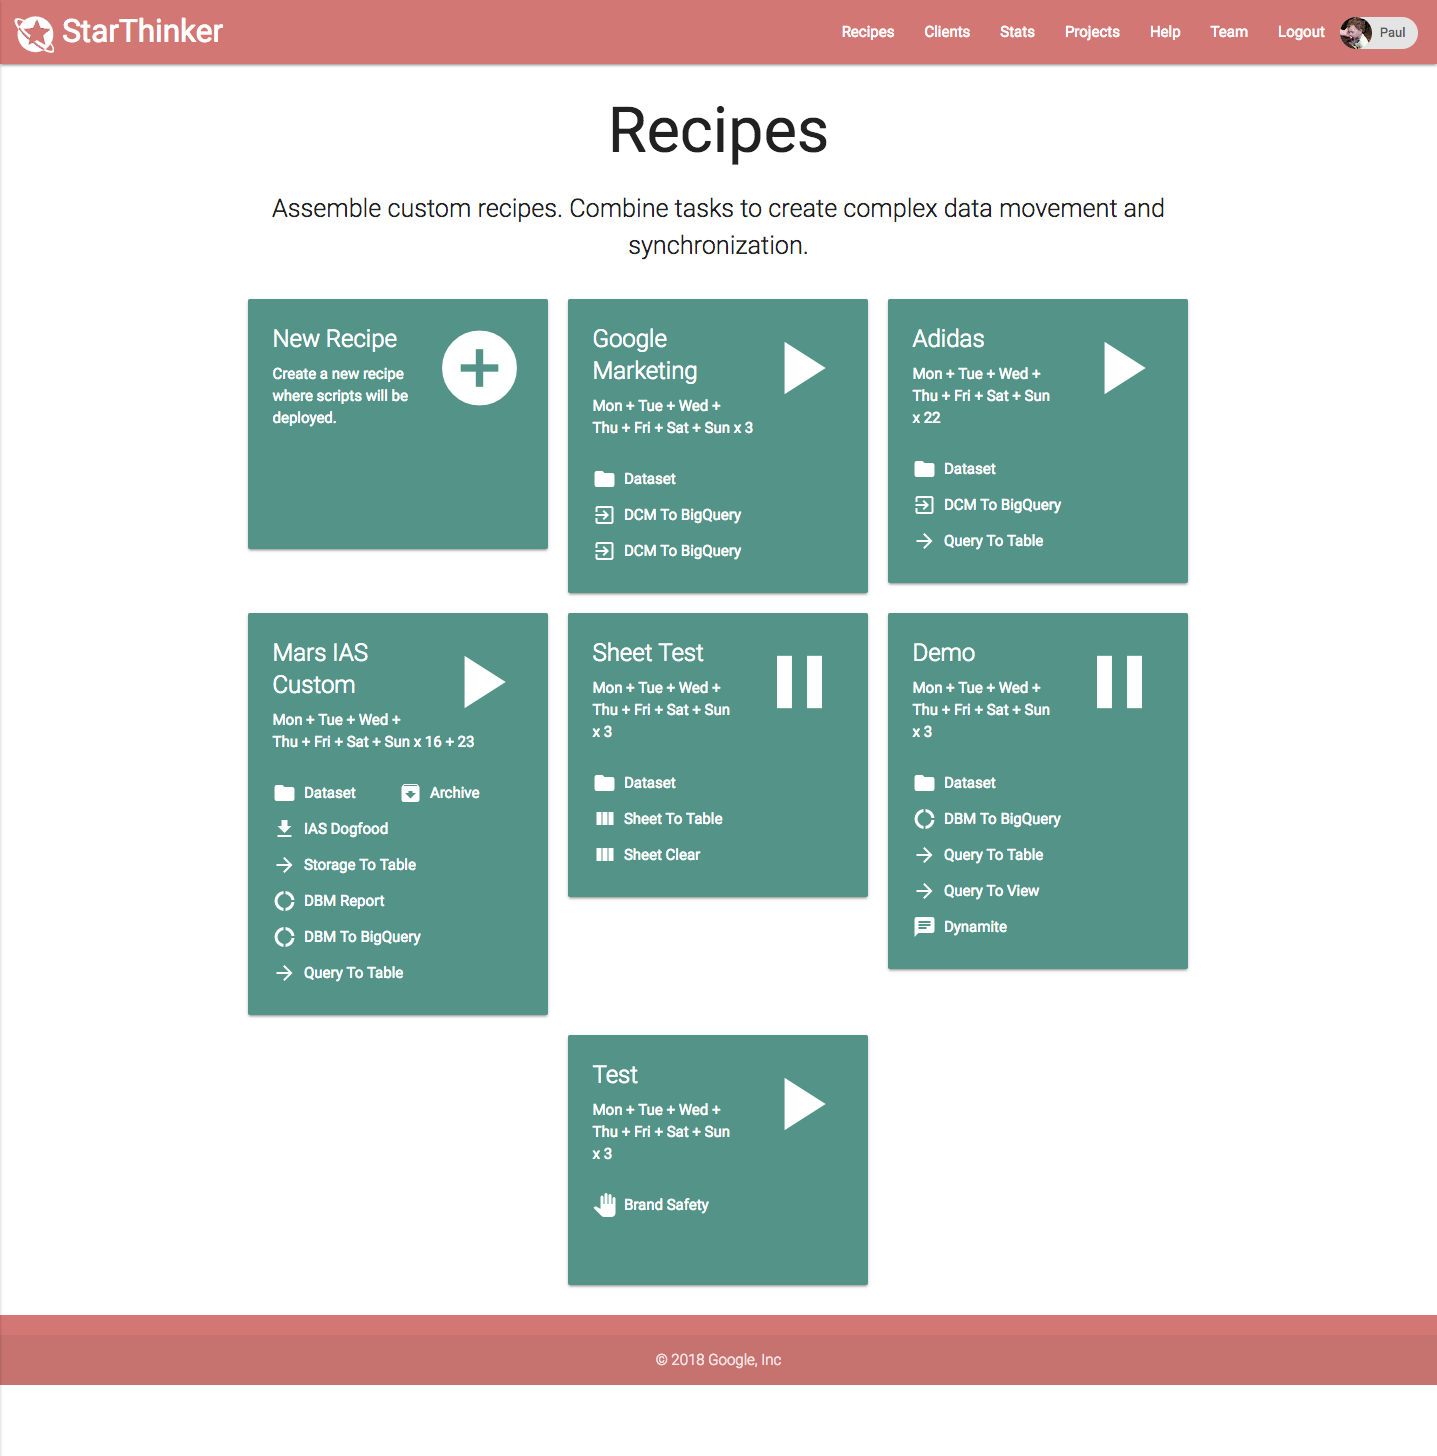 StarThinker
Recipes
Clients
Stats
Projects
Help
Team
Logout
Paul
Recipes
Assemble custom recipes. Combine tasks to create complex data movement and
synchronization.
New Recipe
Create a new recipe
where scripts will be
deployed.
Google
Marketing
Mon + Tue + Wed +
Thu + Fri + Sat + Sun x 3
Dataset
DCM To BigQuery
DCM To BigQuery
Adidas
Mon + Tue + Wed +
Thu + Fri + Sat + Sun
x 22
Dataset
DCM To BigQuery
Query To Table
Mars IAS
Custom
Mon + Tue + Wed +
Thu + Fri + Sat + Sun x 16 + 23
Dataset
Archive
IAS Dogfood
Storage To Table
DBM Report
DBM To BigQuery
Query To Table
Sheet Test
Mon + Tue + Wed +
Thu + Fri + Sat + Sun
x 3
Dataset
Sheet To Table
Sheet Clear
Demo
Mon + Tue + Wed +
Thu + Fri + Sat + Sun
x 3
Dataset
DBM To BigQuery
Query To Table
Query To View
Dynamite
Test
Mon + Tue + Wed +
Thu + Fri + Sat + Sun
x 3
Brand Safety
© 2018 Google, Inc